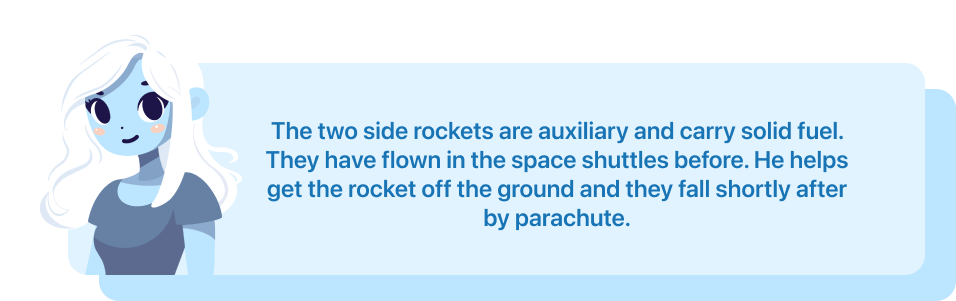 The two side rockets are auxiliary and carry solid fuel.
They have flown in the space shuttles before. He helps
get the rocket off the ground and they fall shortly after
by parachute.